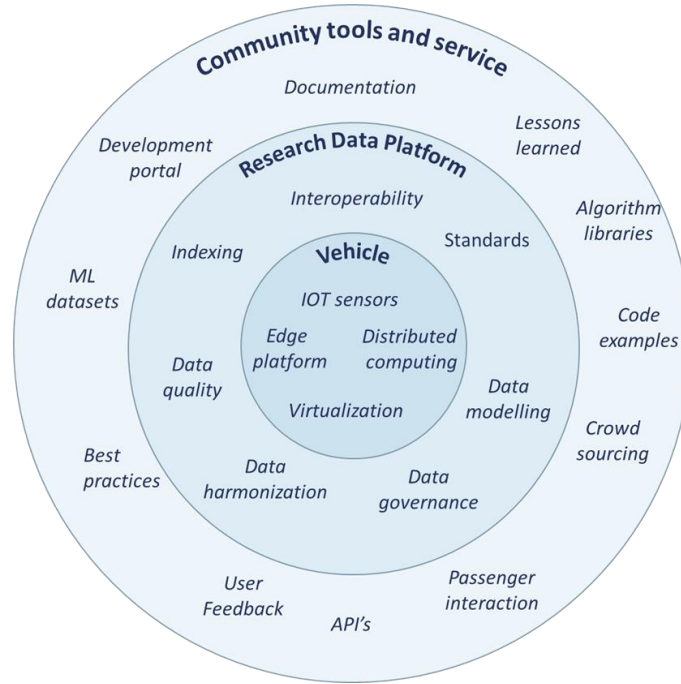 Community tools and service
Documentation
Lessons
learned
Development
portal
Research Data Platform
Interoperability
Algorithm
libraries
Standards
Indexing
Vehicle
ML
datasets
IOT sensors
Code
examples
Edge
platform
Distributed
computing
Data
quality
Data
modelling
Virtualization
Crowd
sourcing
Best
practices
Data
harmonization
Data
governance
User
Feedback
Passenger
interaction
API's